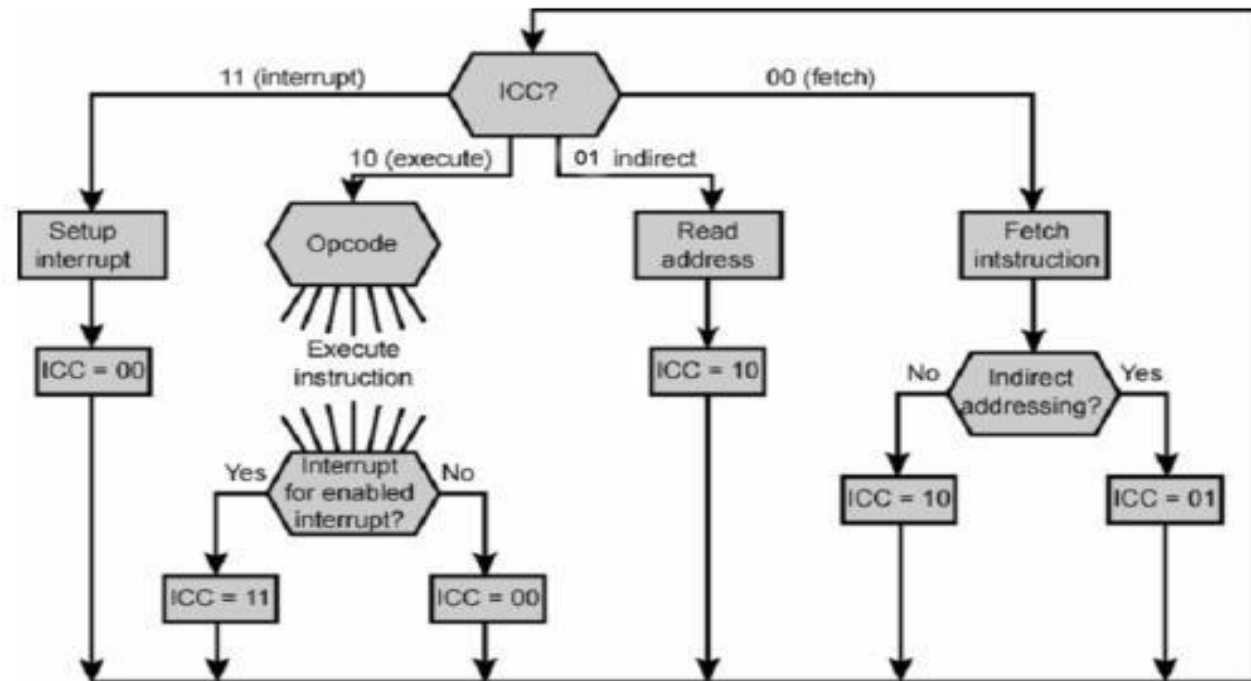 ICC?
11 (interrupt)
00 (fetch)
10 (execute)
01 indirect
Setup
interrupt
Opcode
Read
address
Fetch
intstruction
ICC = 00
Execute
instruction
ICC = 10
No
Indirect
addressing?
Yes
Yes
Interrupt
for enabled
interrupt?
No
ICC = 10
ICC = 01
ICC = 11
ICC = 00